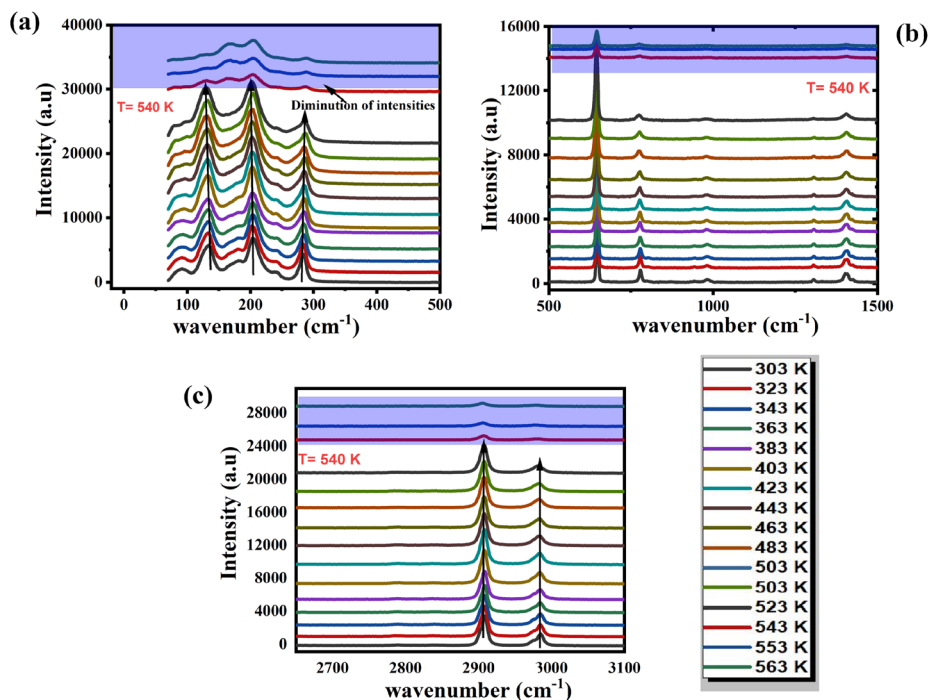 (a)
40000
30000
20000
10000
0
Intensity (a.u)
T= 540 K
Diminution of intensities
0 100 200 300 400 500
wavenumber (cm-1)
(b)
16000
12000
8000
4000
0
Intensity (a.u)
T= 540 K
500 1000 1500
wavenumber (cm-1)
(c)
28000
24000
20000
16000
12000
8000
4000
0
Intensity (a.u)
T= 540 K
2700 2800 2900 3000 3100
wavenumber (cm-1)
303 K
323 K
343 K
363 K
383 K
403 K
423 K
443 K
463 K
483 K
503 K
503 K
523 K
543 K
553 K
563 K